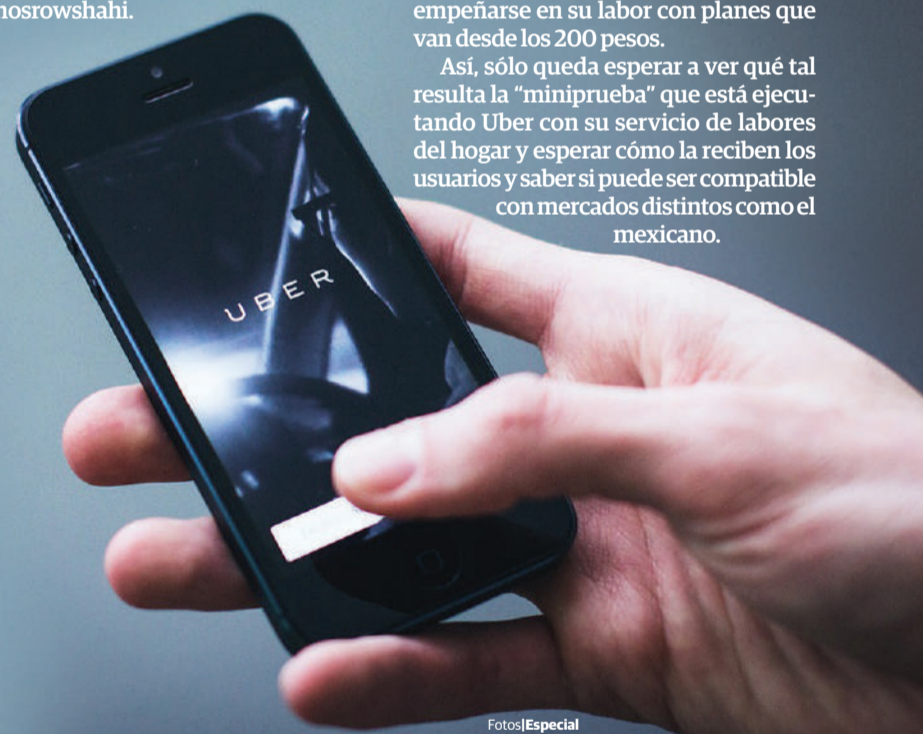 hosrowshahi.
empeñarse en su labor con planes que
van desde los 200 pesos.
Así, sólo queda esperar a ver qué tal
resulta la “miniprueba” que está ejecu-
tando Uber con su servicio de labores
del hogar y esperar cómo la reciben los
usuarios y saber si puede ser compatible
con mercados distintos como el
mexicano.
UBER
Fotos|Especial